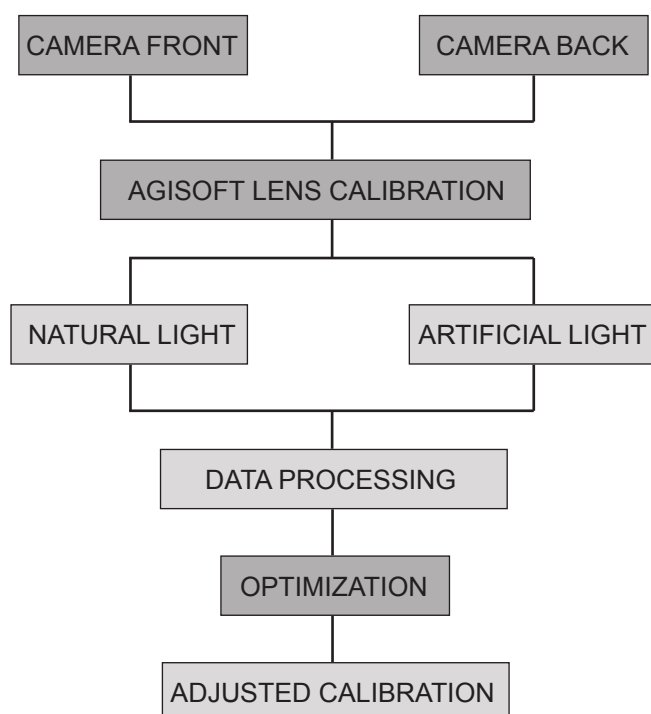 CAMERA FRONT
CAMERA BACK
AGISOFT LENS CALIBRATION
NATURAL LIGHT
ARTIFICIAL LIGHT
DATA PROCESSING
OPTIMIZATION
ADJUSTED CALIBRATION